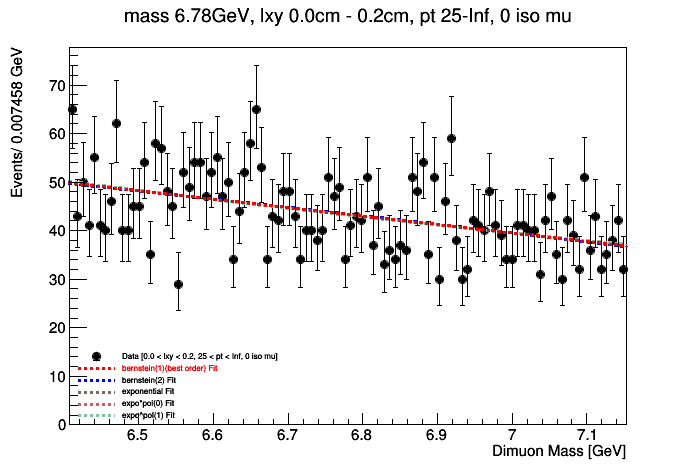 mass 6.78GeV, lxy 0.0cm - 0.2cm, pt 25-Inf, 0 iso mu
Events/ 0.007458 GeV
70
60
50
40
30
20
10
0
Data [0.0 < lxy < 0.2, 25 < pt < Inf, 0 iso mu]
bernstein(1)(best order) Fit
bernstein(2) Fit
exponential Fit
expo*pol(0) Fit
expo*pol(1) Fit
6.5 6.6 6.7 6.8 6.9 7 7.1
Dimuon Mass [GeV]